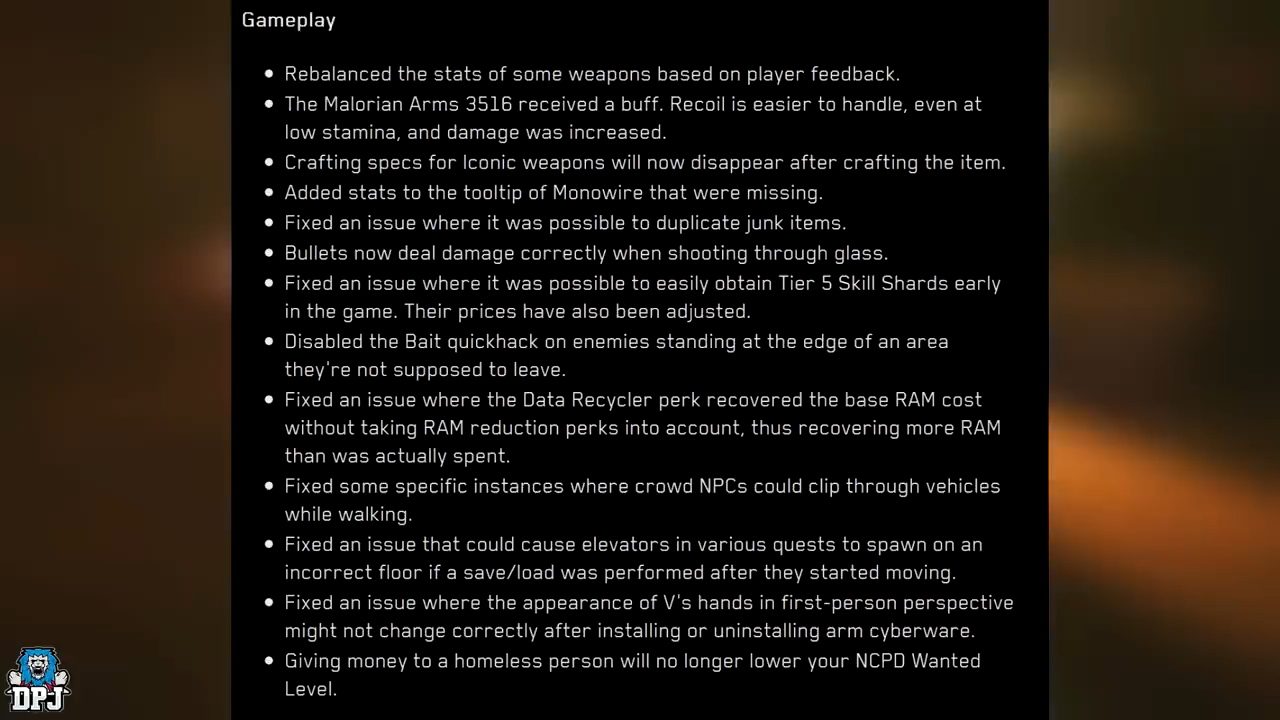 Gameplay
• Rebalanced the stats of some weapons based on player feedback.
• The Malorian Arms 3516 received a buff. Recoil is easier to handle, even at
low stamina, and damage was increased.
• Crafting specs for Iconic weapons will now disappear after crafting the item.
• Added stats to the tooltip of Monowire that were missing.
• Fixed an issue where it was possible to duplicate junk items.
• Bullets now deal damage correctly when shooting through glass.
• Fixed an issue where it was possible to easily obtain Tier 5 Skill Shards early
in the game. Their prices have also been adjusted.
• Disabled the Bait quickhack on enemies standing at the edge of an area
they're not supposed to leave.
• Fixed an issue where the Data Recycler perk recovered the base RAM cost
without taking RAM reduction perks into account, thus recovering more RAM
than was actually spent.
• Fixed some specific instances where crowd NPCs could clip through vehicles
while walking.
• Fixed an issue that could cause elevators in various quests to spawn on an
incorrect floor if a save/load was performed after they started moving.
• Fixed an issue where the appearance of V's hands in first-person perspective
might not change correctly after installing or uninstalling arm cyberware.
• Giving money to a homeless person will no longer lower your NCPD Wanted
Level.
DPJ